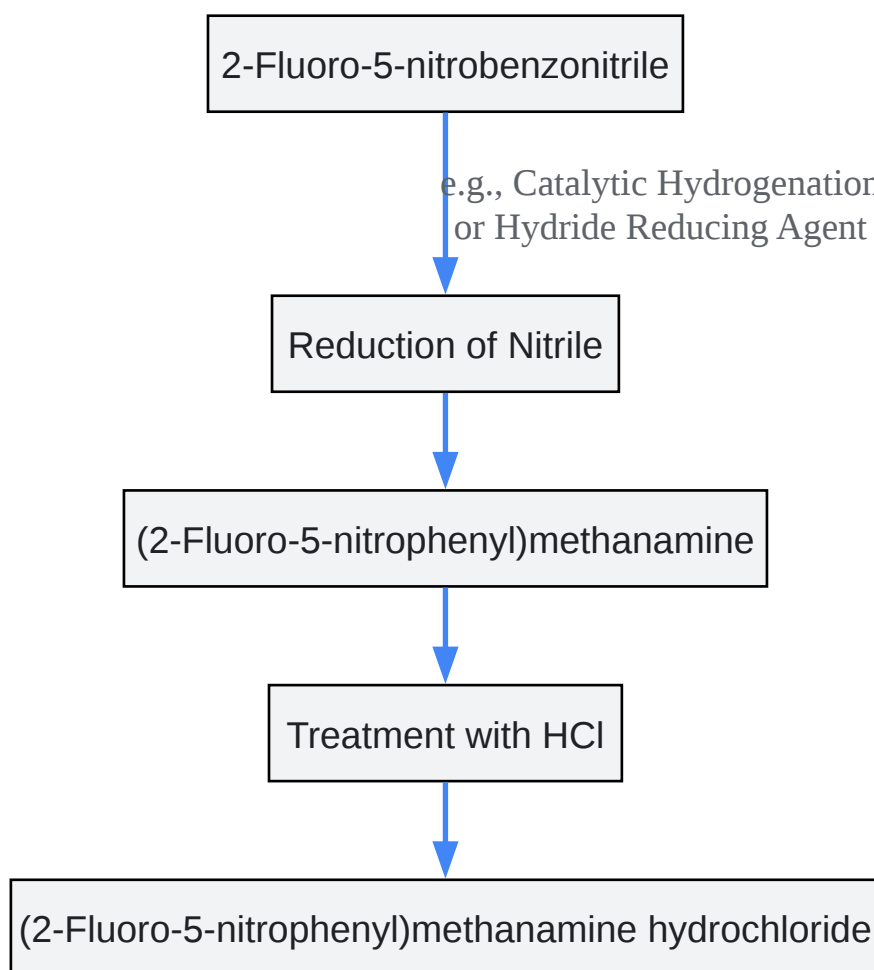 2-Fluoro-5-nitrobenzonitrile
e.g., Catalytic Hydrogenation
or Hydride Reducing Agent
Reduction of Nitrile
(2-Fluoro-5-nitrophenyl)methanamine
Treatment with HCl
(2-Fluoro-5-nitrophenyl)methanamine hydrochloride